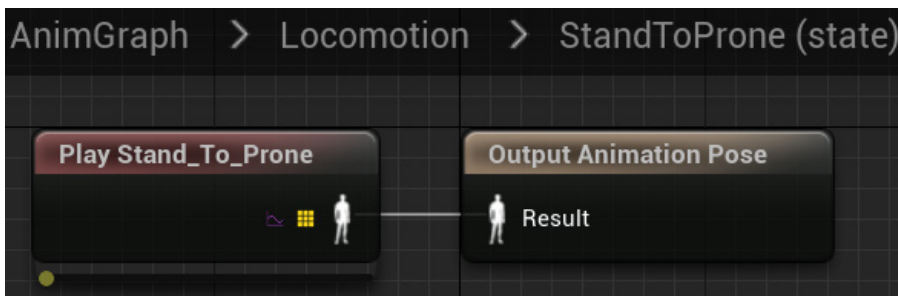 AnimGraph > Locomotion > StandToProne (state)
Play Stand_To_Prone
Output Animation Pose
Result